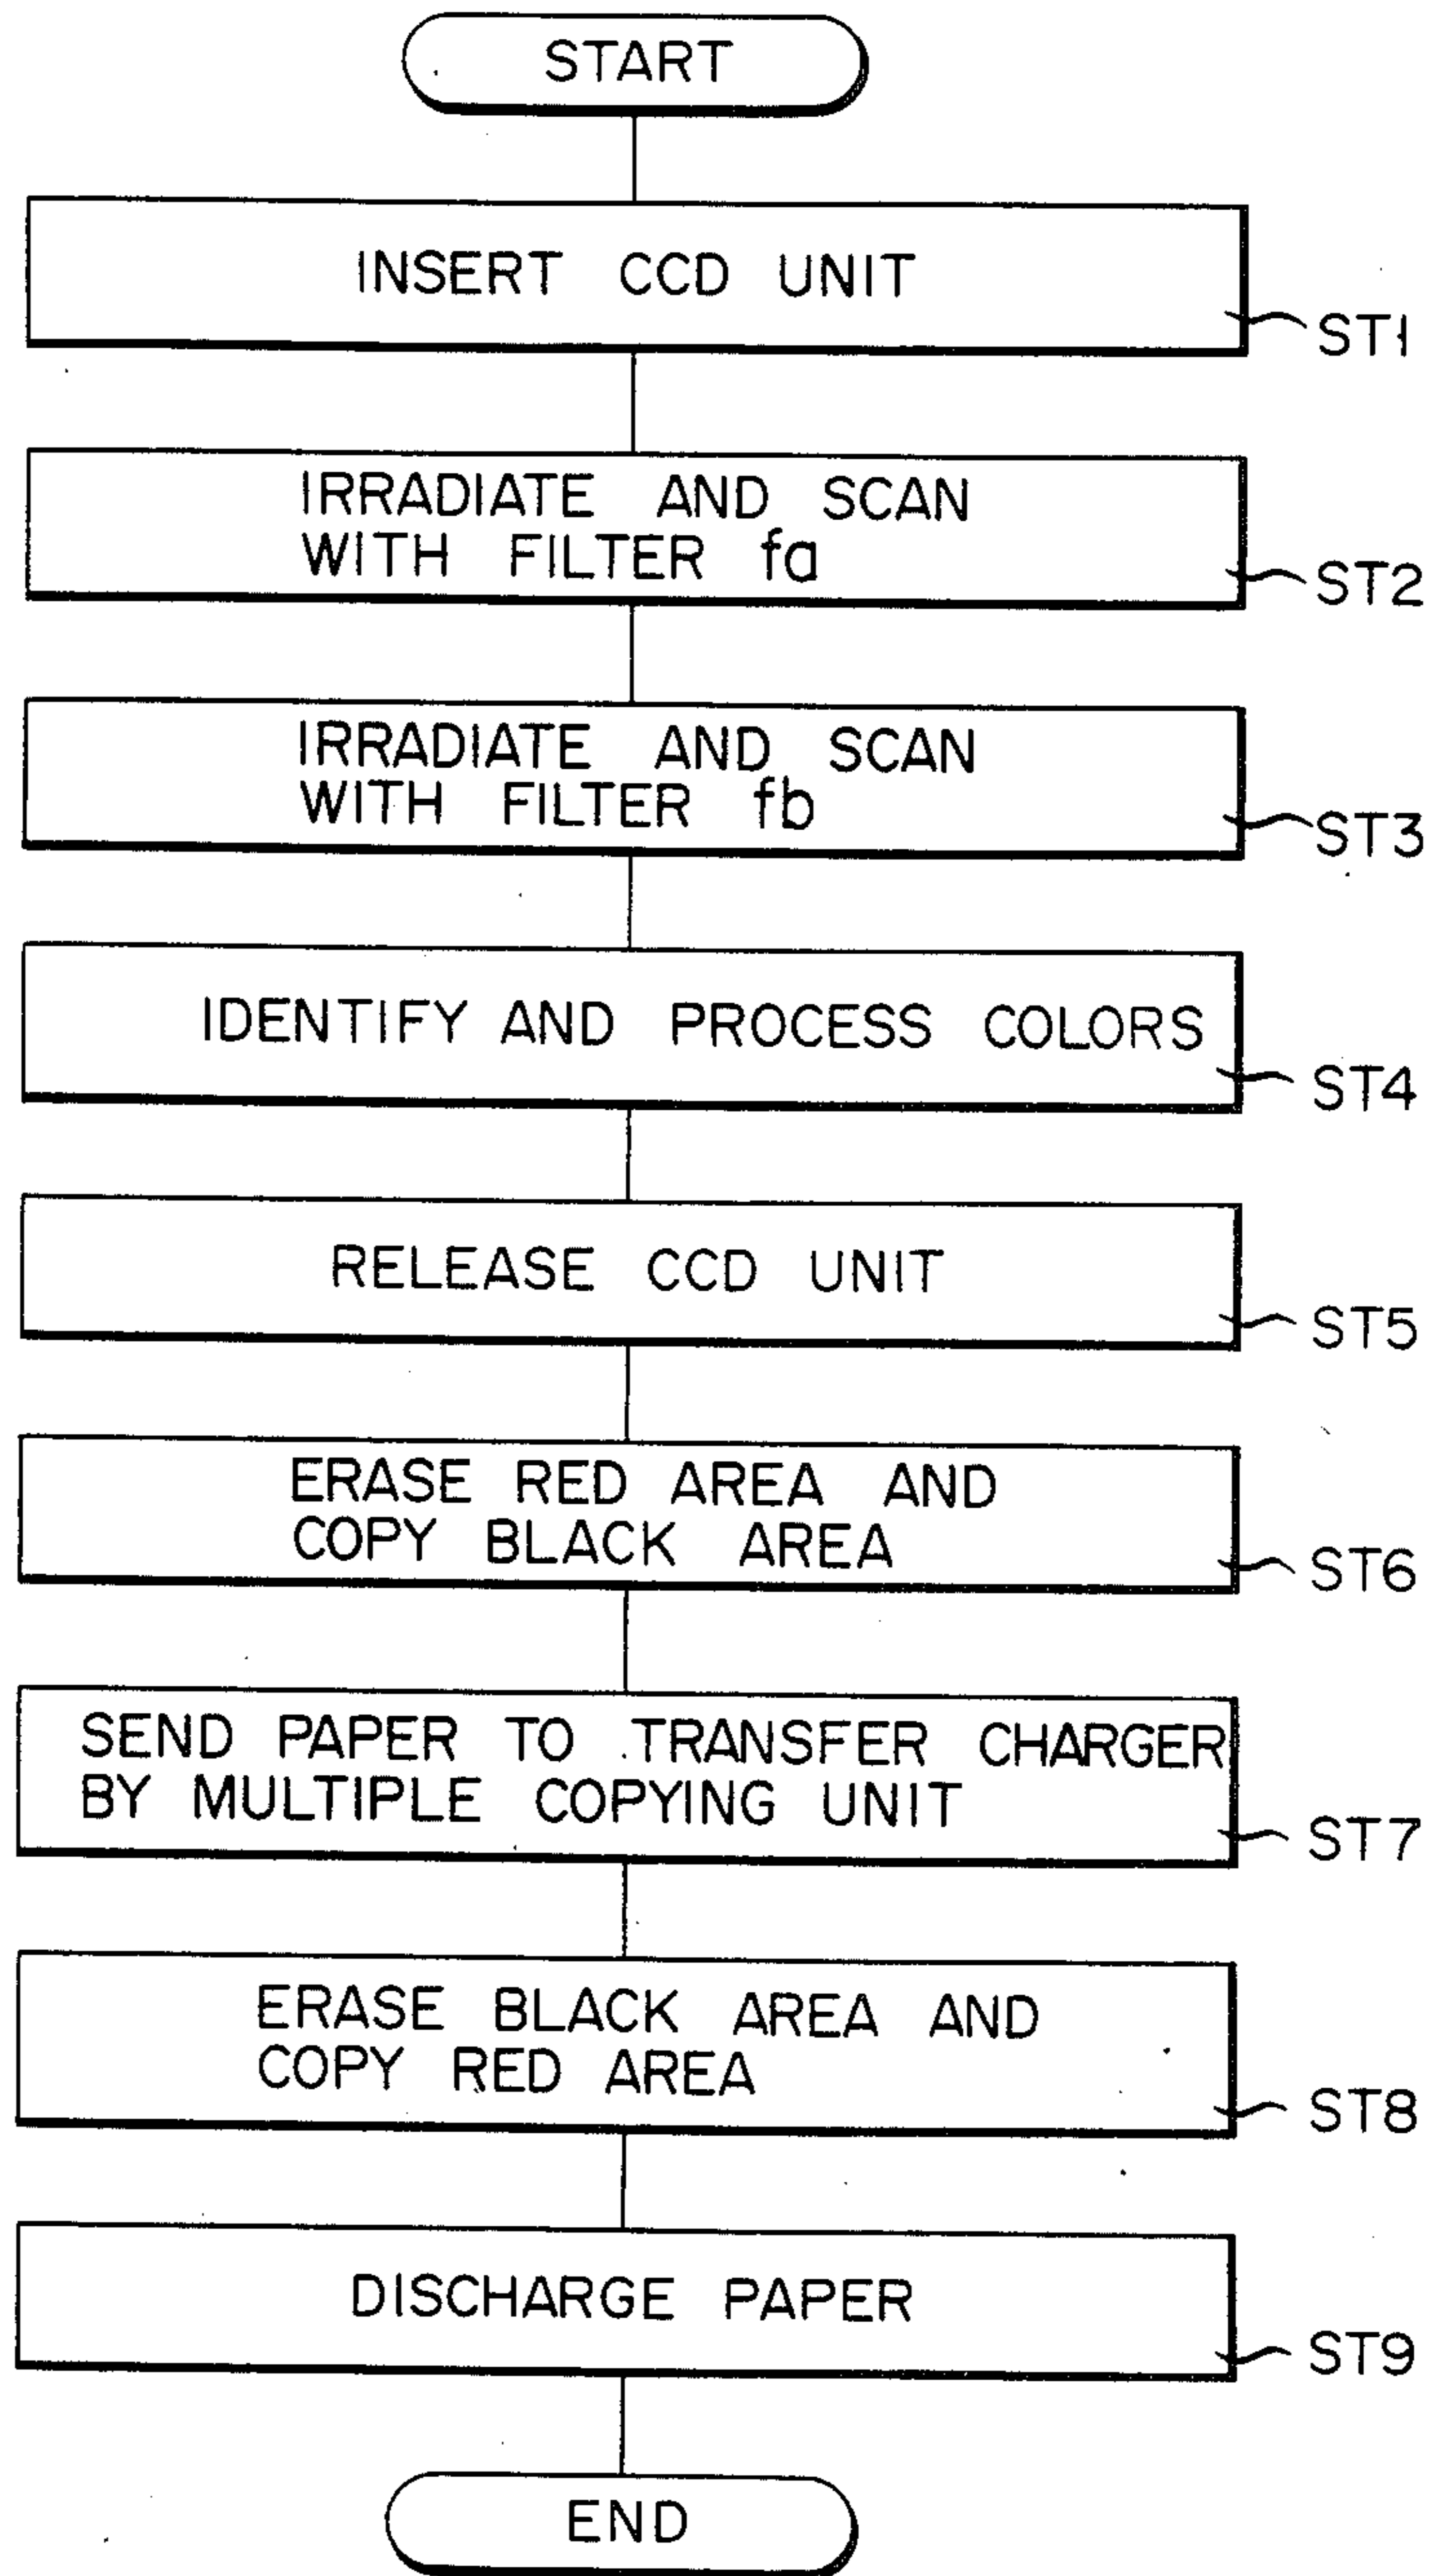 START
INSERT CCD UNIT
ST1
IRRADIATE AND SCAN
WITH FILTER fa
ST2
IRRADIATE AND SCAN
WITH FILTER fb
ST3
IDENTIFY AND PROCESS COLORS
ST4
RELEASE CCD UNIT
ST5
ERASE RED AREA AND
COPY BLACK AREA
ST6
SEND PAPER TO TRANSFER CHARGER
BY MULTIPLE COPYING UNIT
ST7
ERASE BLACK AREA AND
COPY RED AREA
ST8
DISCHARGE PAPER
ST9
END